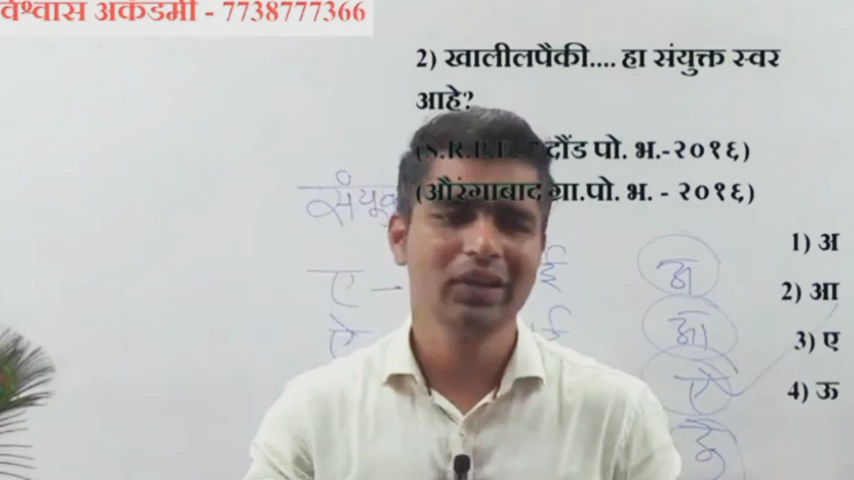 विश्वास अकॅडमी - 7738777366
2) खालीलपैकी.... हा संयुक्त स्वर
आहे?
दौंड पो. भ.-२०१६)
(औरंगाबाद ग्रा.पो. भ. - २०१६)
1) अ
2) आ
3) ए
4) ऊ
ए -
ई
अ
ऐ
आ